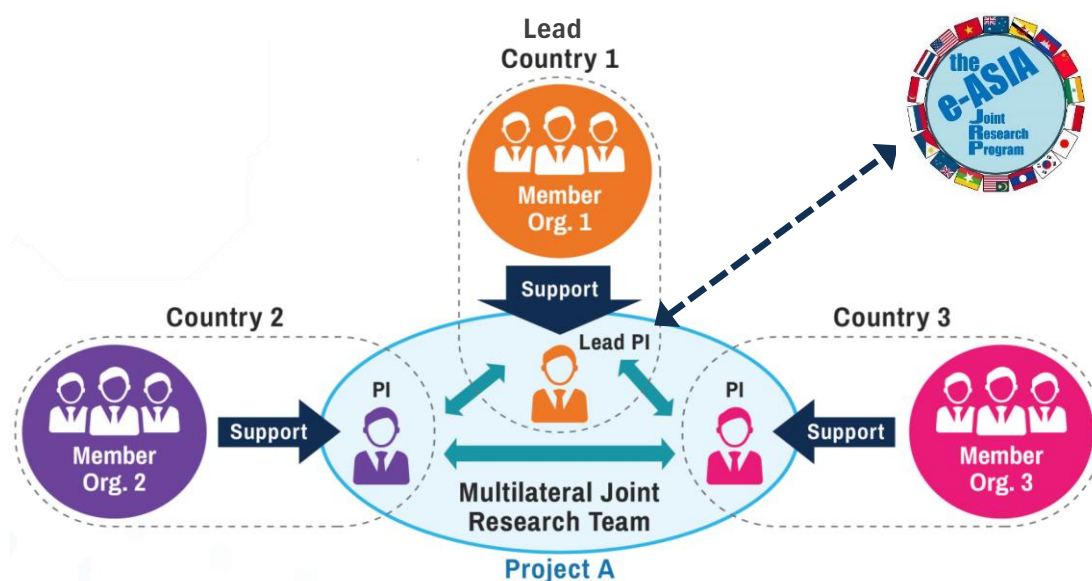 Lead
Country 1
Member
Org. 1
the
e-ASIA
Joint
Research
Program
Support
Country 2
Country 3
Lead PI
PI
PI
Member
Org. 2
Support
Support
Member
Org. 3
Multilateral Joint
Research Team
Project A